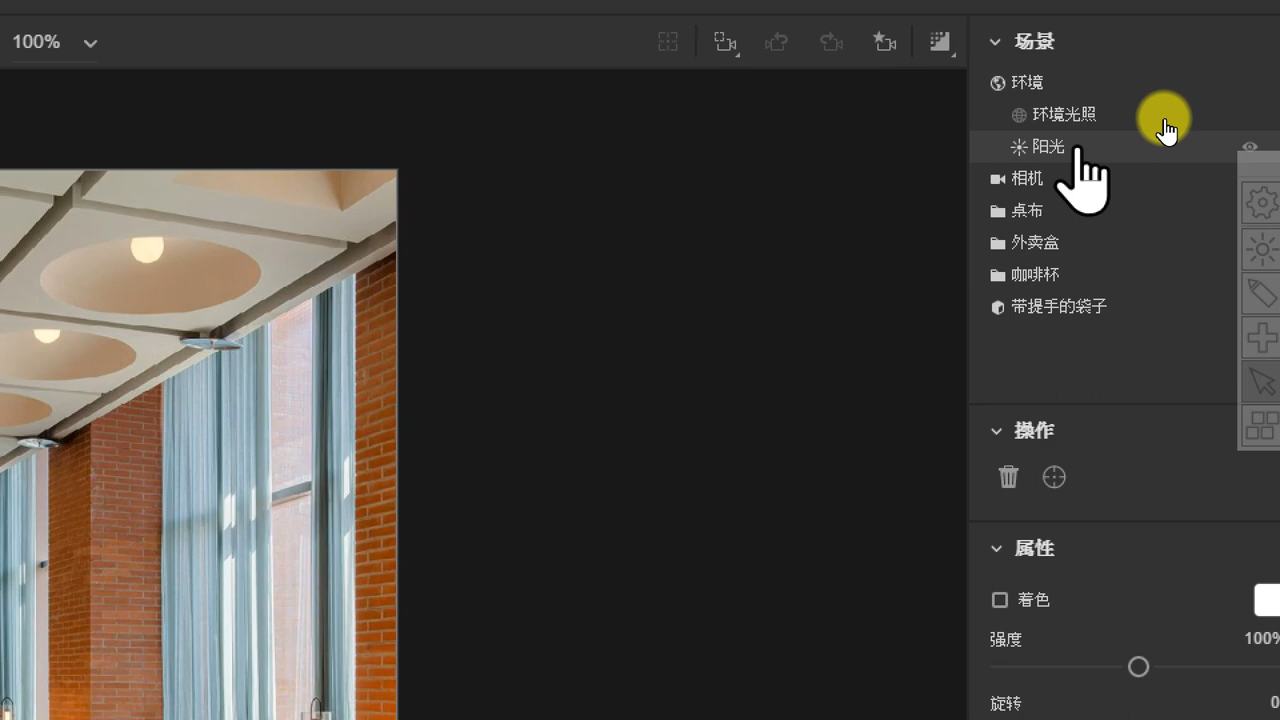 100%
场景
环境
环境光照
阳光
相机
桌布
外卖盒
咖啡杯
带提手的袋子
操作
属性
着色
强度
100%
旋转
0